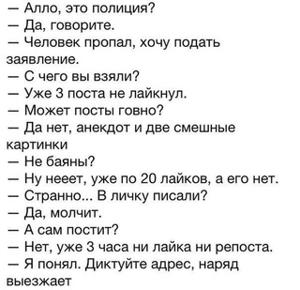 — Алло, это полиция?
— Да, говорите.
— Человек пропал, хочу подать
заявление.
— С чего вы взяли?
— Уже 3 поста не лайкнул.
— Может посты говно?
— Да нет, анекдот и две смешные
картинки
— Не баяны?
— Ну нееет, уже по 20 лайков, а его нет.
— Странно... В личку писали?
— Да, молчит.
— А сам постит?
— Нет, уже 3 часа ни лайка ни репоста.
— Я понял. Диктуйте адрес, наряд
выезжает